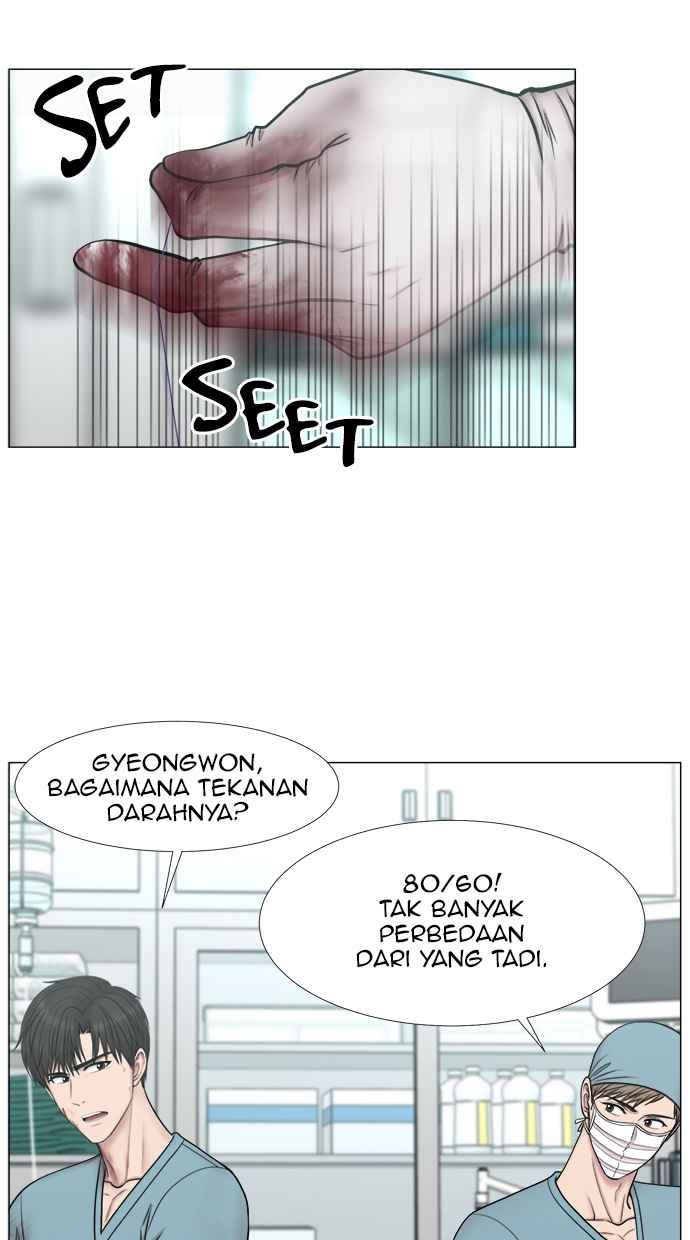 SET
SEET
GYEONGWON,
BAGAIMANA TEKANAN
DARAHNYA?
80/60!
TAK BANYAK
PERBEDAAN
DARI YANG TADI.